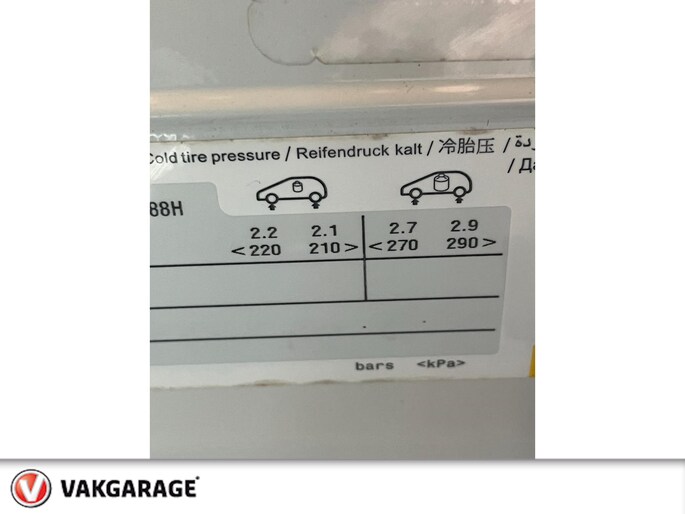 Cold tire pressure / Reifendruck kalt / 冷胎压 /
/ Да
88H
2.2 2.1 2.7 2.9
<220 210> <270 290>
bars <kPa>
VAKGARAGE